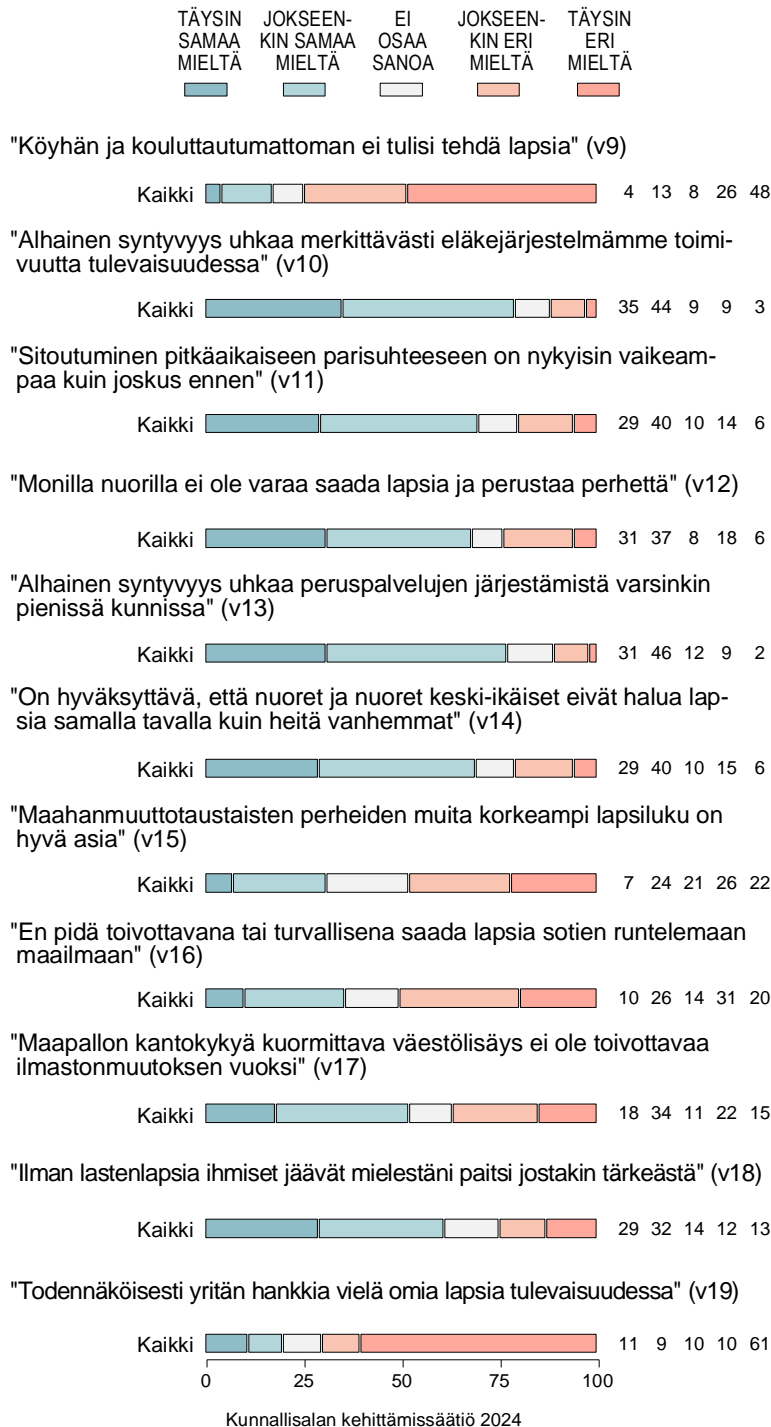 TÄYSIN SAMAA MIELTÄ
JOKSEEN-KIN SAMAA MIELTÄ
EI OSAA SANOA
JOKSEEN-KIN ERI MIELTÄ
TÄYSIN ERI MIELTÄ
"Köyhän ja kouluttautumattoman ei tulisi tehdä lapsia" (v9)
Kaikki 4 13 8 26 48
"Alhainen syntyvyys uhkaa merkittävästi eläkejärjestelmämme toimi-
vuutta tulevaisuudessa" (v10)
Kaikki 35 44 9 9 3
"Sitoutuminen pitkäaikaiseen parisuhteeseen on nykyisin vaikeam-
paa kuin joskus ennen" (v11)
Kaikki 29 40 10 14 6
"Monilla nuorilla ei ole varaa saada lapsia ja perustaa perhettä" (v12)
Kaikki 31 37 8 18 6
"Alhainen syntyvyys uhkaa peruspalvelujen järjestämistä varsinkin
pienissä kunnissa" (v13)
Kaikki 31 46 12 9 2
"On hyväksyttävä, että nuoret ja nuoret keski-ikäiset eivät halua lap-
sia samalla tavalla kuin heitä vanhemmat" (v14)
Kaikki 29 40 10 15 6
"Maahanmuuttotaustaisten perheiden muita korkeampi lapsiluku on
hyvä asia" (v15)
Kaikki 7 24 21 26 22
"En pidä toivottavana tai turvallisena saada lapsia sotien runtelemaan
maailmaan" (v16)
Kaikki 10 26 14 31 20
"Maapallon kantokykyä kuormittava väestölisäys ei ole toivottavaa
ilmastonmuutoksen vuoksi" (v17)
Kaikki 18 34 11 22 15
"Ilman lastenlapsia ihmiset jäävät mielestäni paitsi jostakin tärkeästä" (v18)
Kaikki 29 32 14 12 13
"Todennäköisesti yritän hankkia vielä omia lapsia tulevaisuudessa" (v19)
Kaikki 11 9 10 10 61
0 25 50 75 100
Kunnallisalan kehittämissäätiö 2024